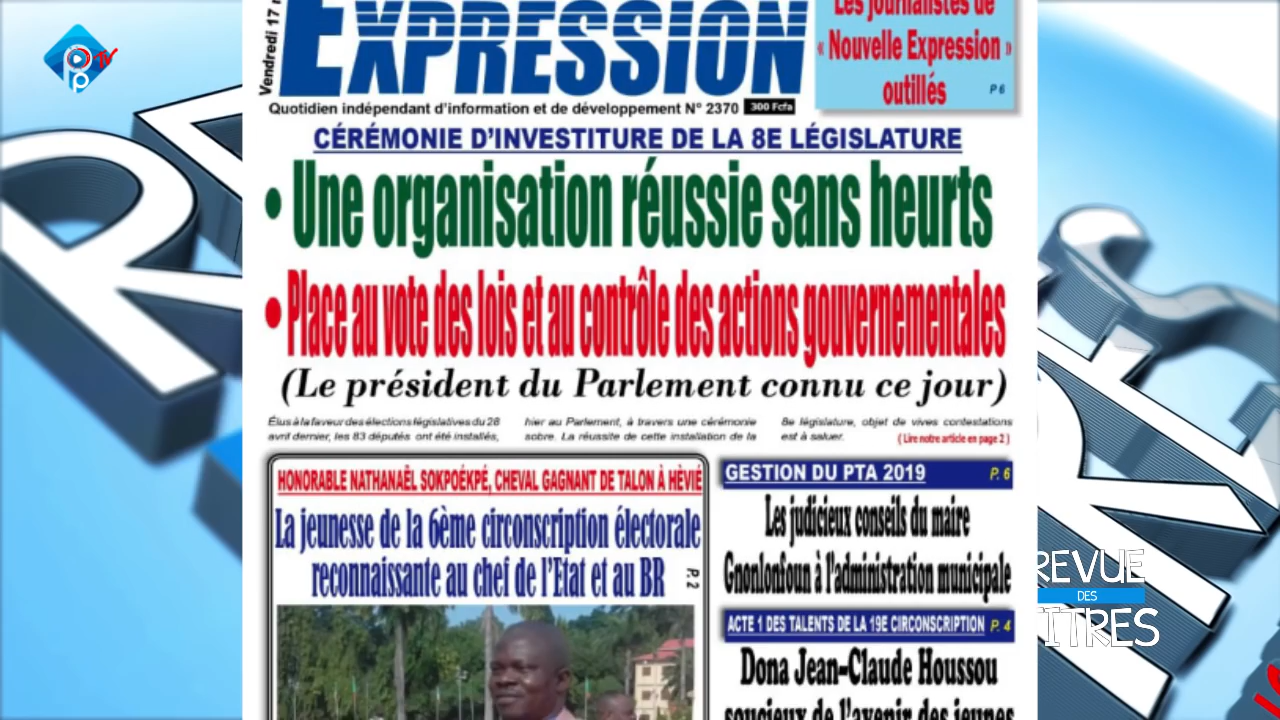 TV
Vendredi 17
EXPRESSION
Quotidien indépendant d'information et de développement N° 2370 300 Fcfa
Les journalistes de
« Nouvelle Expression »
outillés
P 6
CÉRÉMONIE D'INVESTITURE DE LA 8E LÉGISLATURE
• Une organisation réussie sans heurts
• Place au vote des lois et au contrôle des actions gouvernementales
(Le président du Parlement connu ce jour)
Élus à la faveur des élections législatives du 28
avril dernier, les 83 députés ont été installés,
hier au Parlement, à travers une cérémonie
sobre. La réussite de cette installation de la
8e législature, objet de vives contestations
est à saluer. ( Lire notre article en page 2 )
HONORABLE NATHANAËL SOKPOÉKPÉ, CHEVAL GAGNANT DE TALON À HÈVIÉ
La jeunesse de la 6ème circonscription électorale
reconnaissante au chef de l'Etat et au BR
P. 2
GESTION DU PTA 2019 P. 6
Les judicieux conseils du maire
Gnonlonfoun à l'administration municipale
ACTE 1 DES TALENTS DE LA 19E CIRCONSCRIPTION P. 4
Dona Jean-Claude Houssou
soucieux de l'avenir des jeunes
REVUE
DES
TITRES